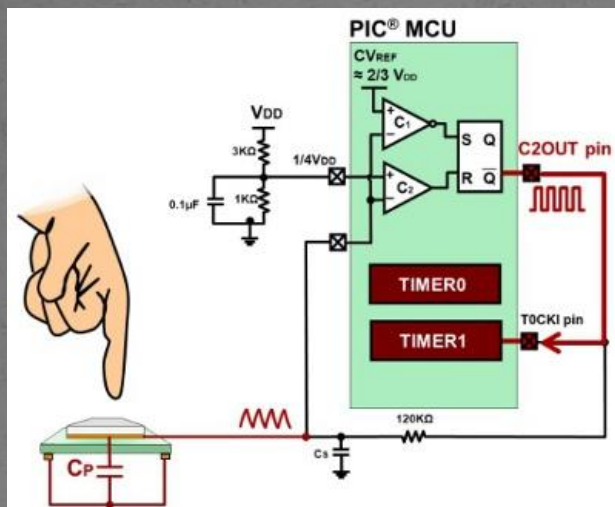 PIC® MCU
CVREF
≈ 2/3 VDD
VDD
3KΩ
1/4VDD
0.1µF
1KΩ
+
C1
−
+
C2
−
S Q
R Q̅
C2OUT pin
TIMER0
TIMER1
T0CKI pin
120KΩ
Cs
CP